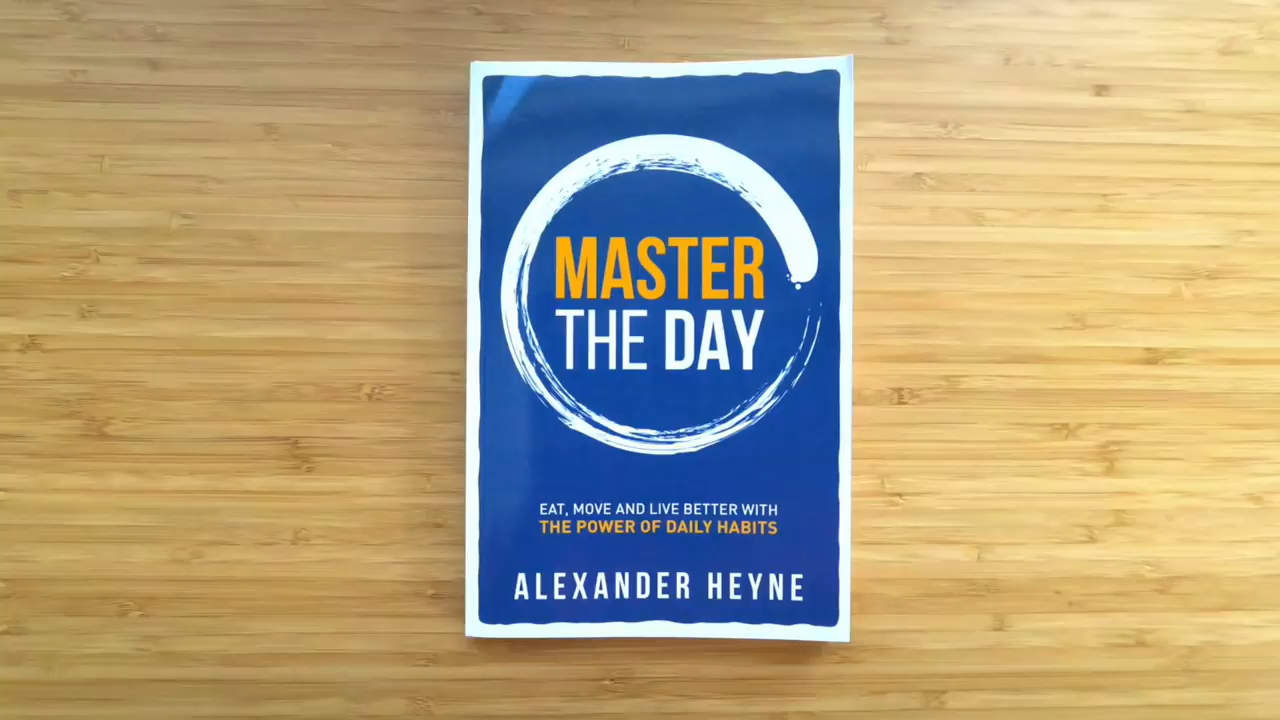 MASTER
THE DAY
EAT, MOVE AND LIVE BETTER WITH
THE POWER OF DAILY HABITS
ALEXANDER HEYNE